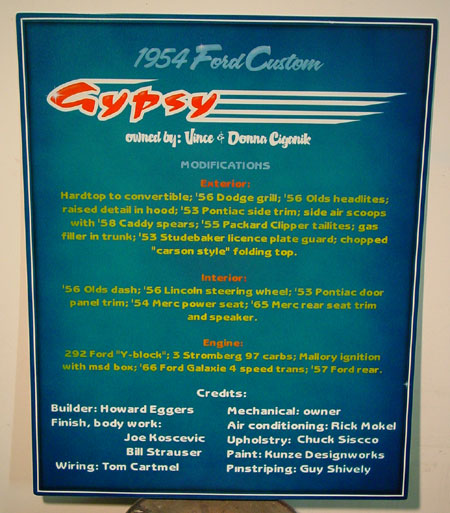 1954 Ford Custom
Gypsy
owned by: Vince & Donna Cigonik
MODIFICATIONS
Exterior:
Hardtop to convertible; '56 Dodge grill; '56 Olds headlites;
raised detail in hood; '53 Pontiac side trim; side air scoops
with '58 Caddy spears; '55 Packard Clipper tailites; gas
filler in trunk; '53 Studebaker licence plate guard; chopped
"carson style" folding top.
Interior:
'56 Olds dash; '56 Lincoln steering wheel; '53 Pontiac door
panel trim; '54 Merc power seat; '65 Merc rear seat trim
and speaker.
Engine:
292 Ford "Y-block"; 3 Stromberg 97 carbs; Mallory ignition
with msd box; '66 Ford Galaxie 4 speed trans; '57 Ford rear.
Credits:
Builder: Howard Eggers
Finish, body work:
Joe Koscevic
Bill Strauser
Wiring: Tom Cartmel
Mechanical: owner
Air conditioning: Rick Mokel
Upholstry: Chuck Siscco
Paint: Kunze Designworks
Pinstriping: Guy Shively